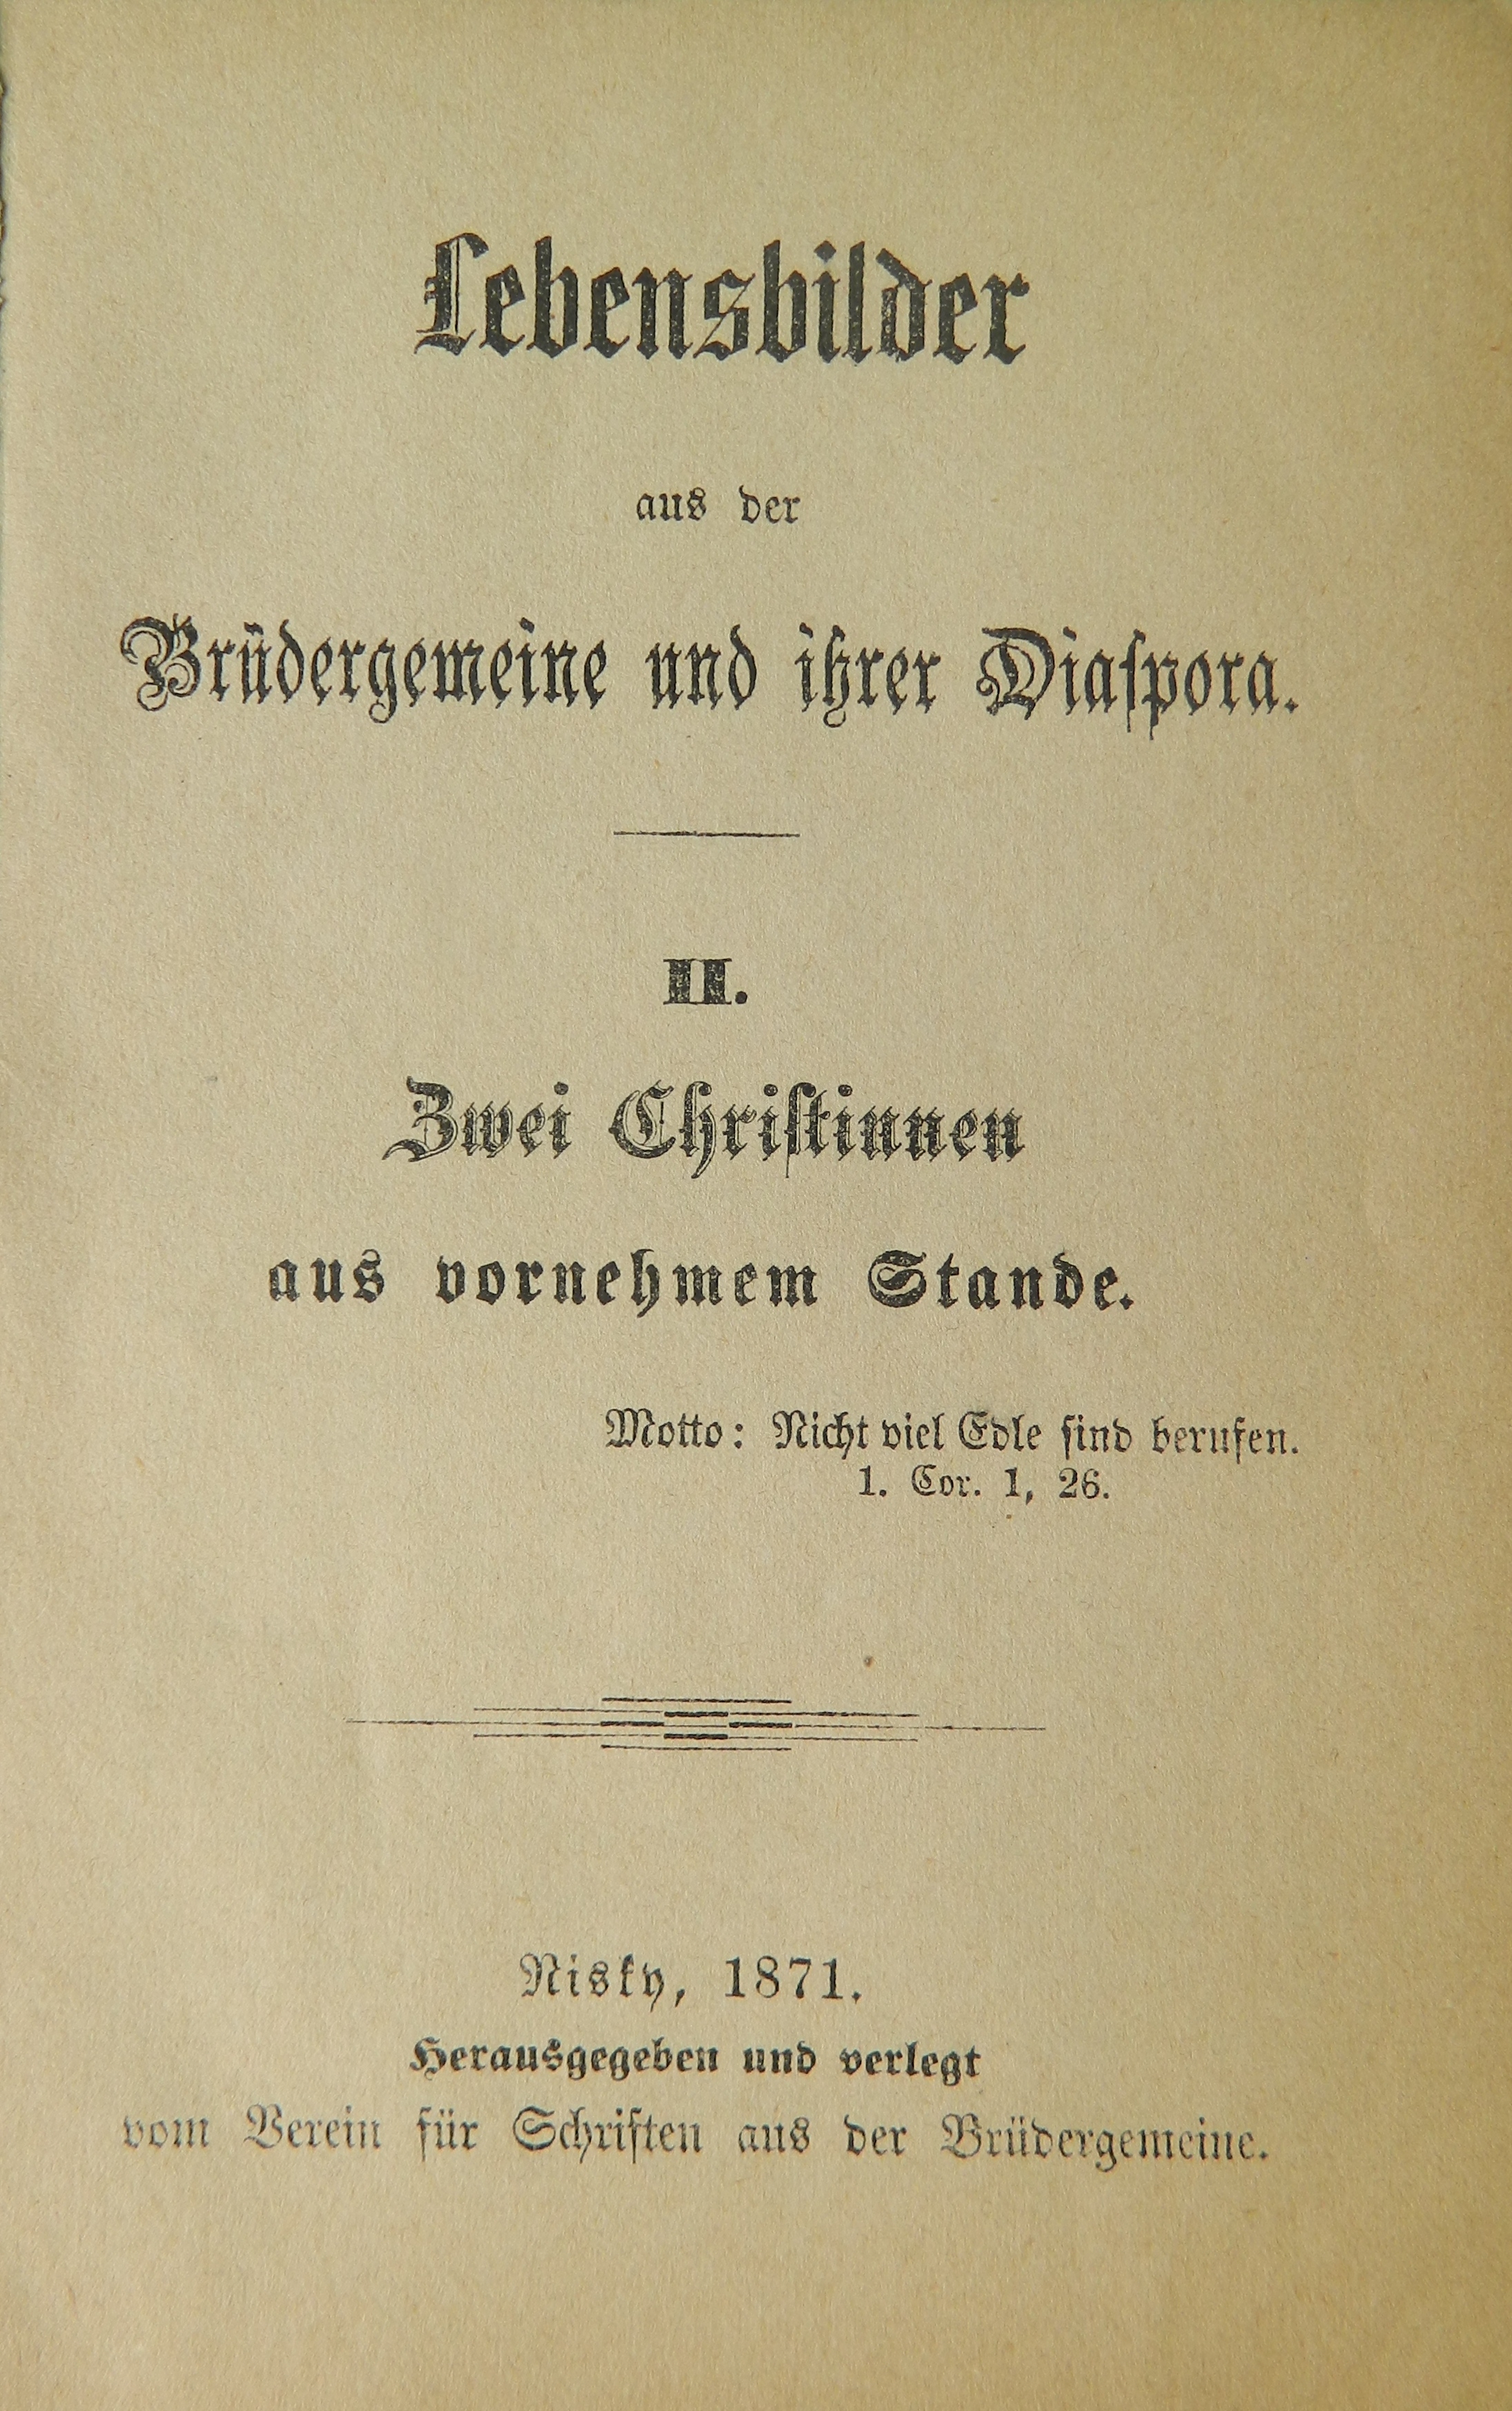 Lebensbilder
aus der
Brüdergemeine und ihrer Diaſpora.
II.
Zwei Chriſtinnen
aus vornehmem Stande.
Motto: Nicht viel Edle ſind berufen.
1. Cor. 1, 26.
Nisky, 1871.
Herausgegeben und verlegt
vom Verein für Schriften aus der Brüdergemeine.